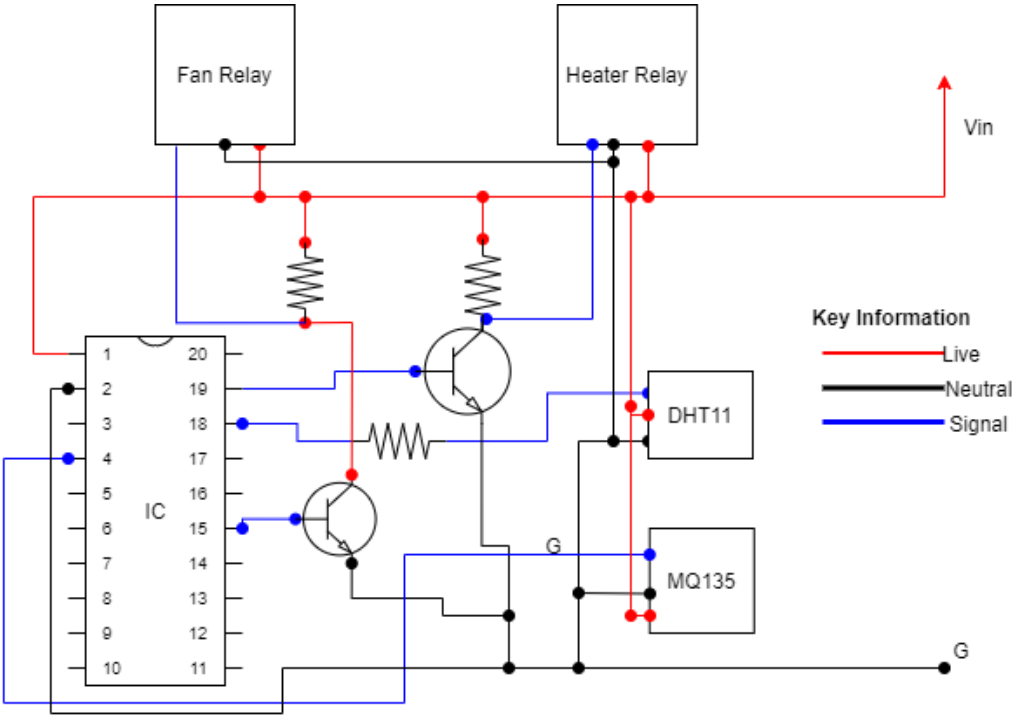 Fan Relay
Heater Relay
Vin
Key Information
Live
Neutral
Signal
1 20
2 19
3 18
4 17
5 16
IC
6 15
7 14
8 13
9 12
10 11
DHT11
G
MQ135
G